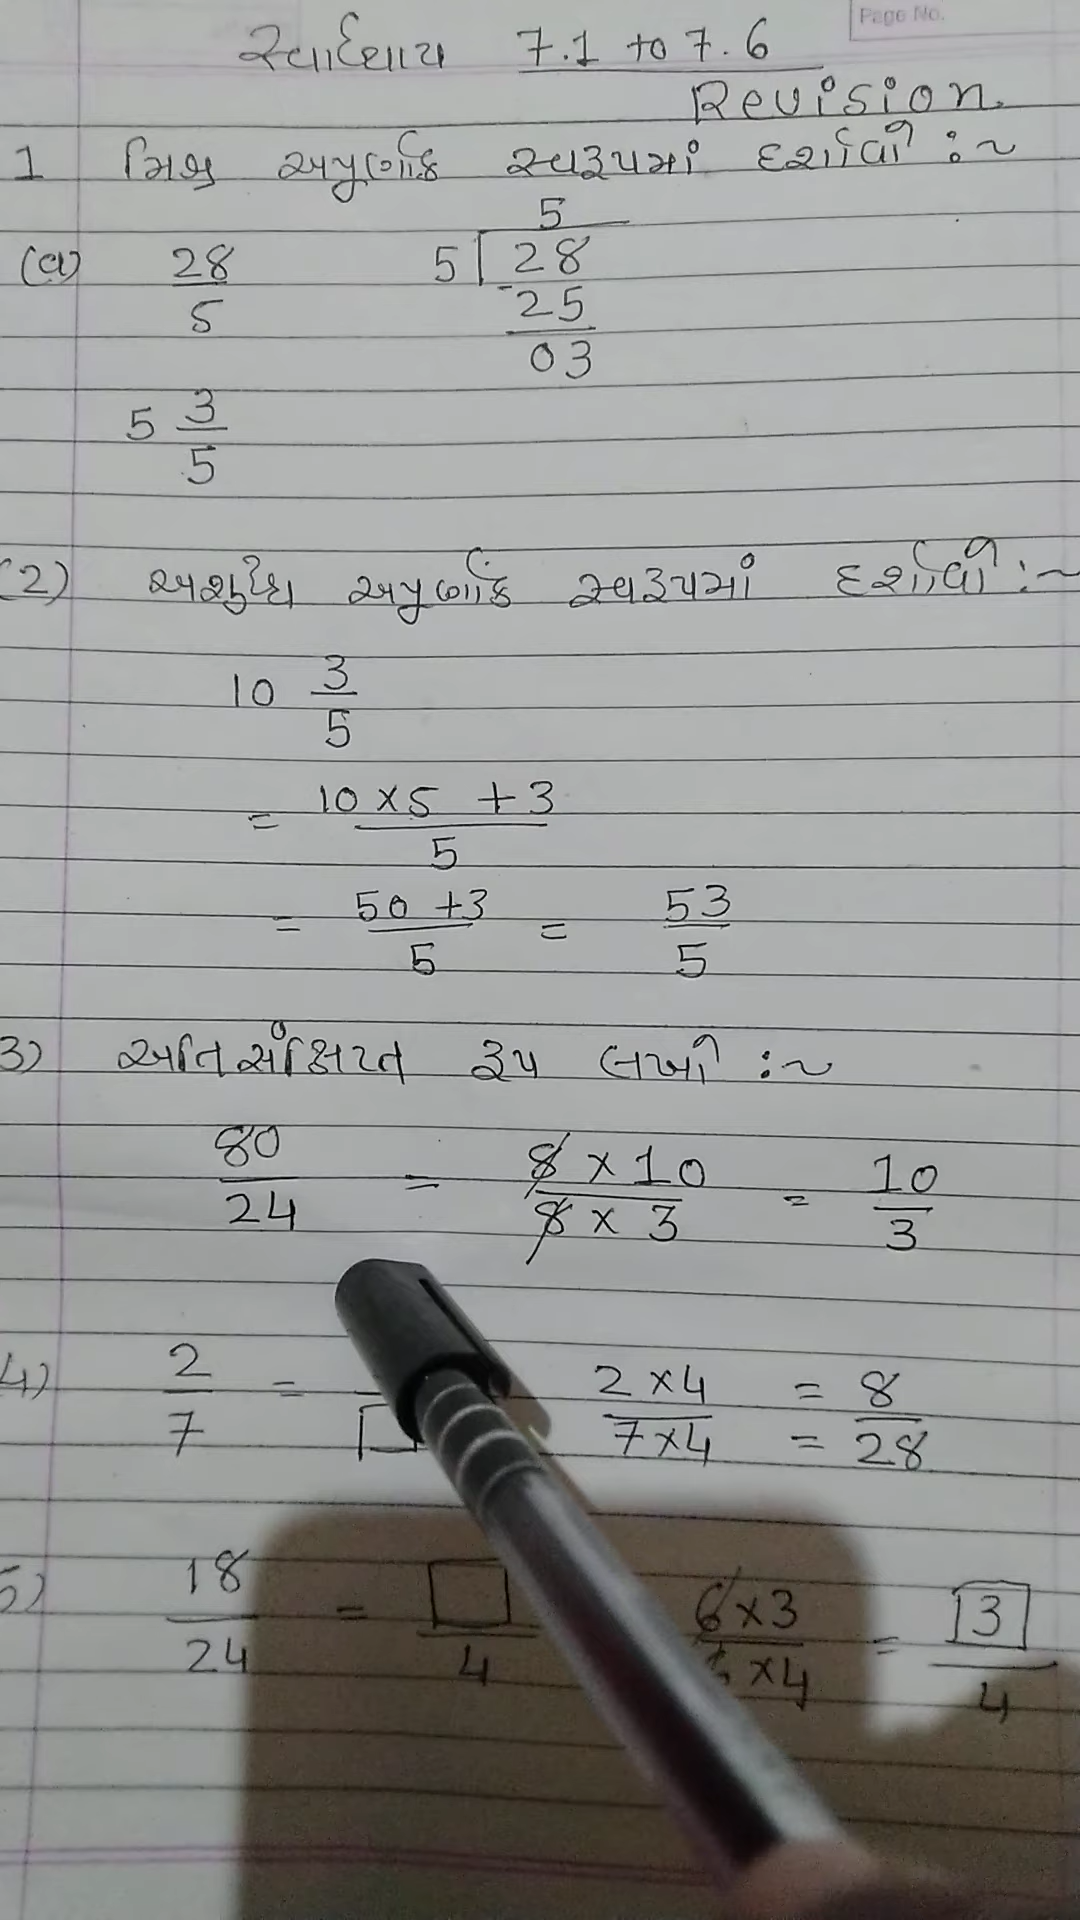 Page No.
સ્વાધ્યાય 7.1 to 7.6
Revision
1 મિશ્ર અપુર્ણાંક સ્વરૂપમાં દર્શાવો :~
(a) 28/5
5
5 28
-25
03
5 3/5
(2) અશુધ્ધ અપુર્ણાંક સ્વરૂપમાં દર્શાવો :~
10 3/5
= 10 × 5 + 3 / 5
= 50 + 3 / 5 = 53 / 5
3) અતિસંક્ષિપ્ત રૂપ લખો :~
80/24 = 8 × 10 / 8 × 3 = 10/3
4) 2/7 = □ 2 × 4 / 7 × 4 = 8 / = 28
5) 18/24 = □/4 6 × 3 / × 4 = 3/4